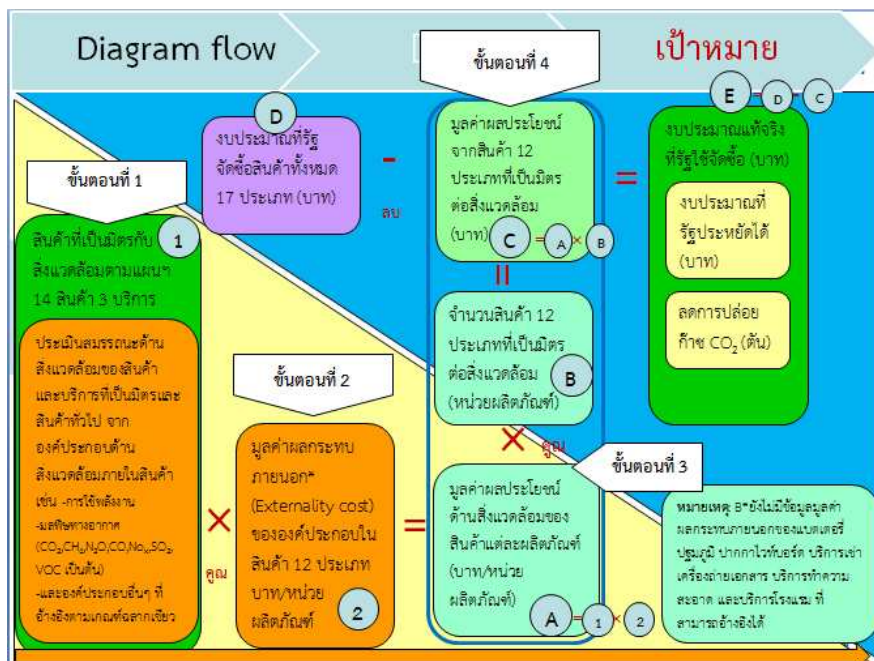 Diagram flow
เป้าหมาย
ขั้นตอนที่ 4
E = D - C
D
งบประมาณที่รัฐ
จัดซื้อสินค้าทั้งหมด
17 ประเภท (บาท)
-
ลบ
มูลค่าผลประโยชน์
จากสินค้า 12
ประเภทที่เป็นมิตร
ต่อสิ่งแวดล้อม
(บาท)
C = A × B
=
งบประมาณแท้จริง
ที่รัฐใช้จัดซื้อ (บาท)
งบประมาณที่
รัฐประหยัดได้
(บาท)
ลดการปล่อย
ก๊าซ CO₂ (ตัน)
ขั้นตอนที่ 1
1
สินค้าที่เป็นมิตรกับ
สิ่งแวดล้อมตามแผนฯ
14 สินค้า 3 บริการ
ประเมินสมรรถนะด้าน
สิ่งแวดล้อมของสินค้า
และบริการที่เป็นมิตรและ
สินค้าทั่วไป จาก
องค์ประกอบด้าน
สิ่งแวดล้อมภายในสินค้า
เช่น -การใช้พลังงาน
-มลพิษทางอากาศ
(CO₂,CH₄,N₂O,CO,Noₓ,SO₂,
VOC เป็นต้น)
-และองค์ประกอบอื่นๆ ที่
อ้างอิงตามเกณฑ์ฉลากเขียว
×
คูณ
ขั้นตอนที่ 2
มูลค่าผลกระทบ
ภายนอก*
(Externality cost)
ขององค์ประกอบใน
สินค้า 12 ประเภท
บาท/หน่วย
ผลิตภัณฑ์
2
=
=
จำนวนสินค้า 12
ประเภทที่เป็นมิตร
ต่อสิ่งแวดล้อม
(หน่วยผลิตภัณฑ์)
B
×
คูณ
ขั้นตอนที่ 3
มูลค่าผลประโยชน์
ด้านสิ่งแวดล้อมของ
สินค้าแต่ละผลิตภัณฑ์
(บาท/หน่วย
ผลิตภัณฑ์)
A = 1 × 2
หมายเหตุ: B*ยังไม่มีข้อมูลมูลค่า
ผลกระทบภายนอกของแบตเตอรี่
ปฐมภูมิ ปากกาไวท์บอร์ด บริการเช่า
เครื่องถ่ายเอกสาร บริการทำความ
สะอาด และบริการโรงแรม ที่
สามารถอ้างอิงได้